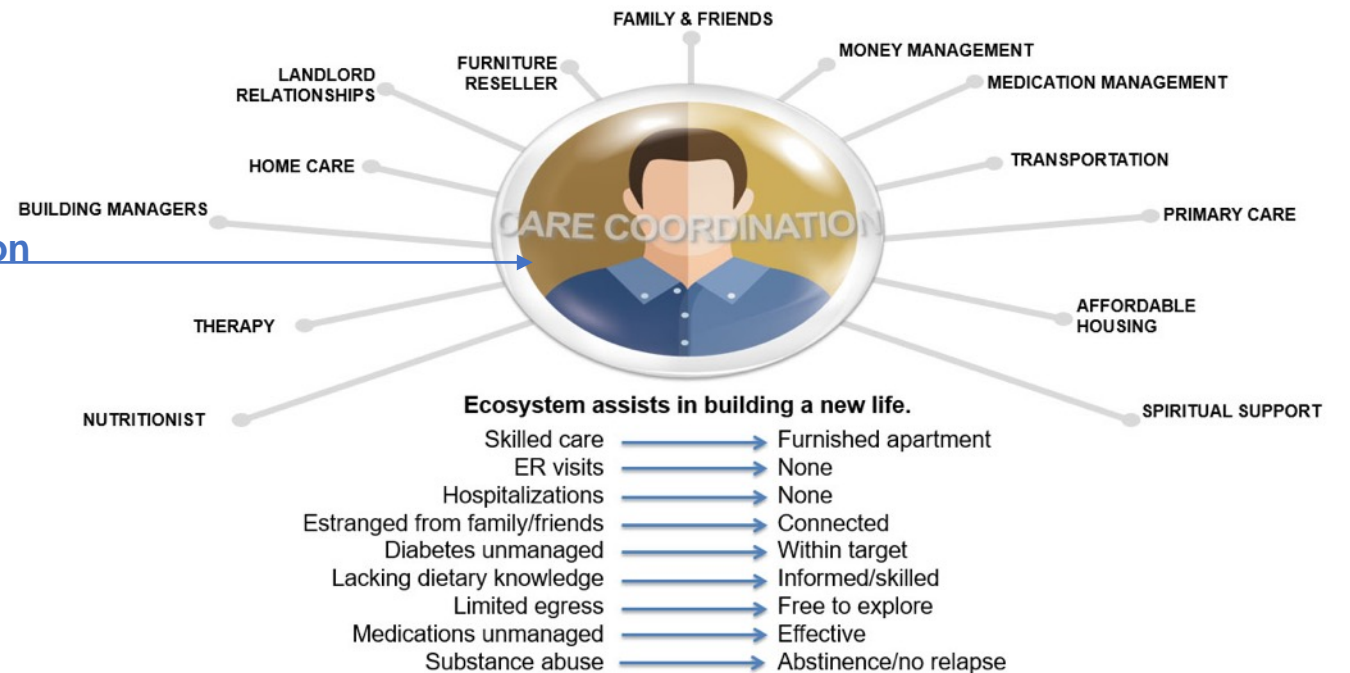 FAMILY & FRIENDS
MONEY MANAGEMENT
FURNITURE
RESELLER
LANDLORD
RELATIONSHIPS
MEDICATION MANAGEMENT
HOME CARE
TRANSPORTATION
BUILDING MANAGERS
PRIMARY CARE
CARE COORDINATION
on
THERAPY
AFFORDABLE
HOUSING
NUTRITIONIST
SPIRITUAL SUPPORT
Ecosystem assists in building a new life.
Skilled care Furnished apartment
ER visits None
Hospitalizations None
Estranged from family/friends Connected
Diabetes unmanaged Within target
Lacking dietary knowledge Informed/skilled
Limited egress Free to explore
Medications unmanaged Effective
Substance abuse Abstinence/no relapse